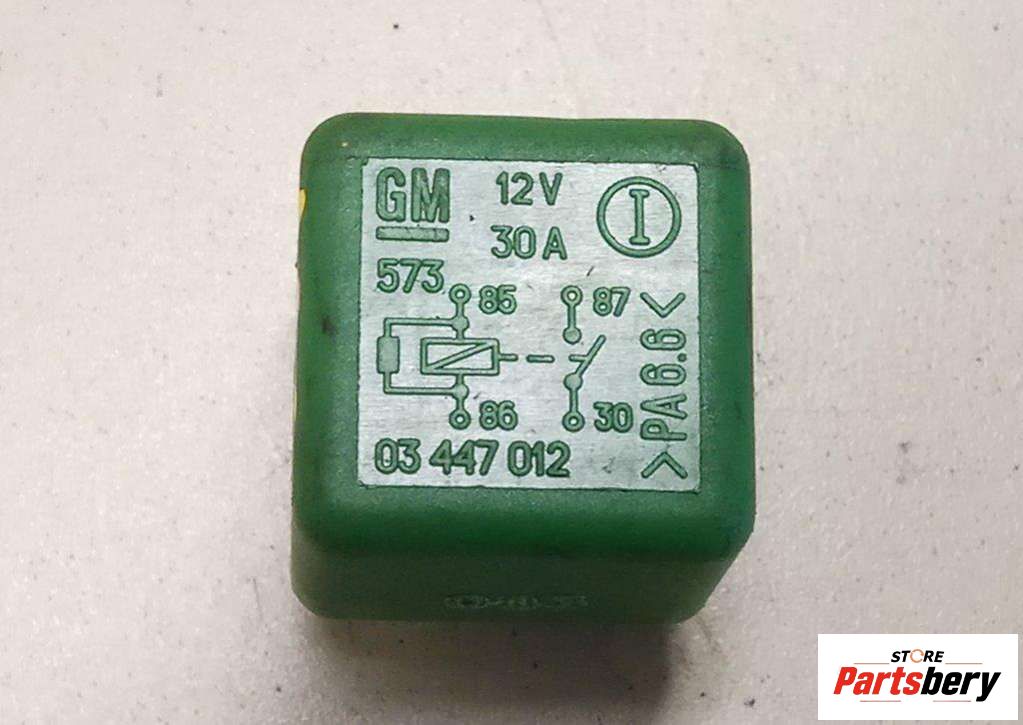 GM
12V
30A
I
573
85
87
86
30
>PA6.6<
03 447 012
STORE
Partsbery